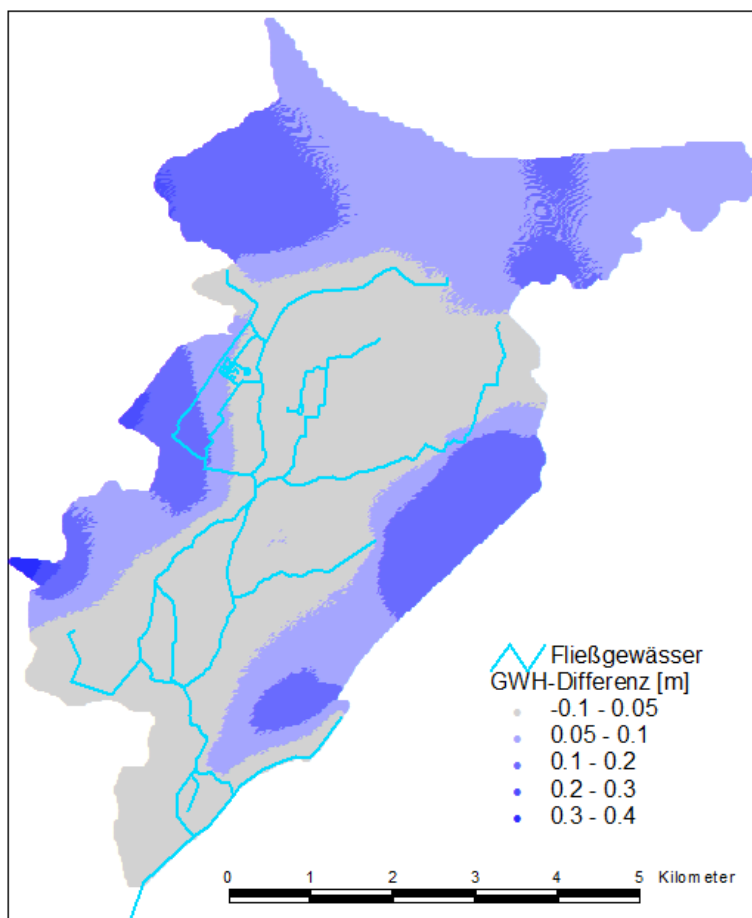 Fließgewässer
GWH-Differenz [m]
-0.1 - 0.05
0.05 - 0.1
0.1 - 0.2
0.2 - 0.3
0.3 - 0.4
0 1 2 3 4 5 Kilometer